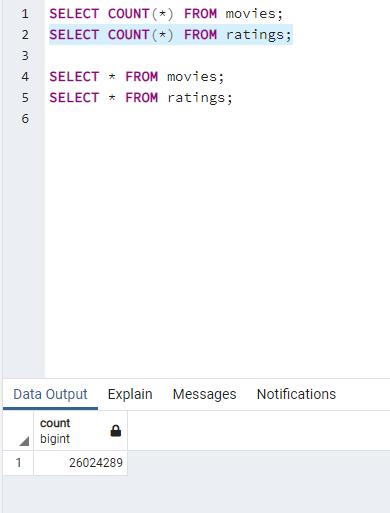 1 SELECT COUNT(*) FROM movies;
2 SELECT COUNT(*) FROM ratings;
3
4 SELECT * FROM movies;
5 SELECT * FROM ratings;
6
Data Output Explain Messages Notifications
count
bigint
1 26024289